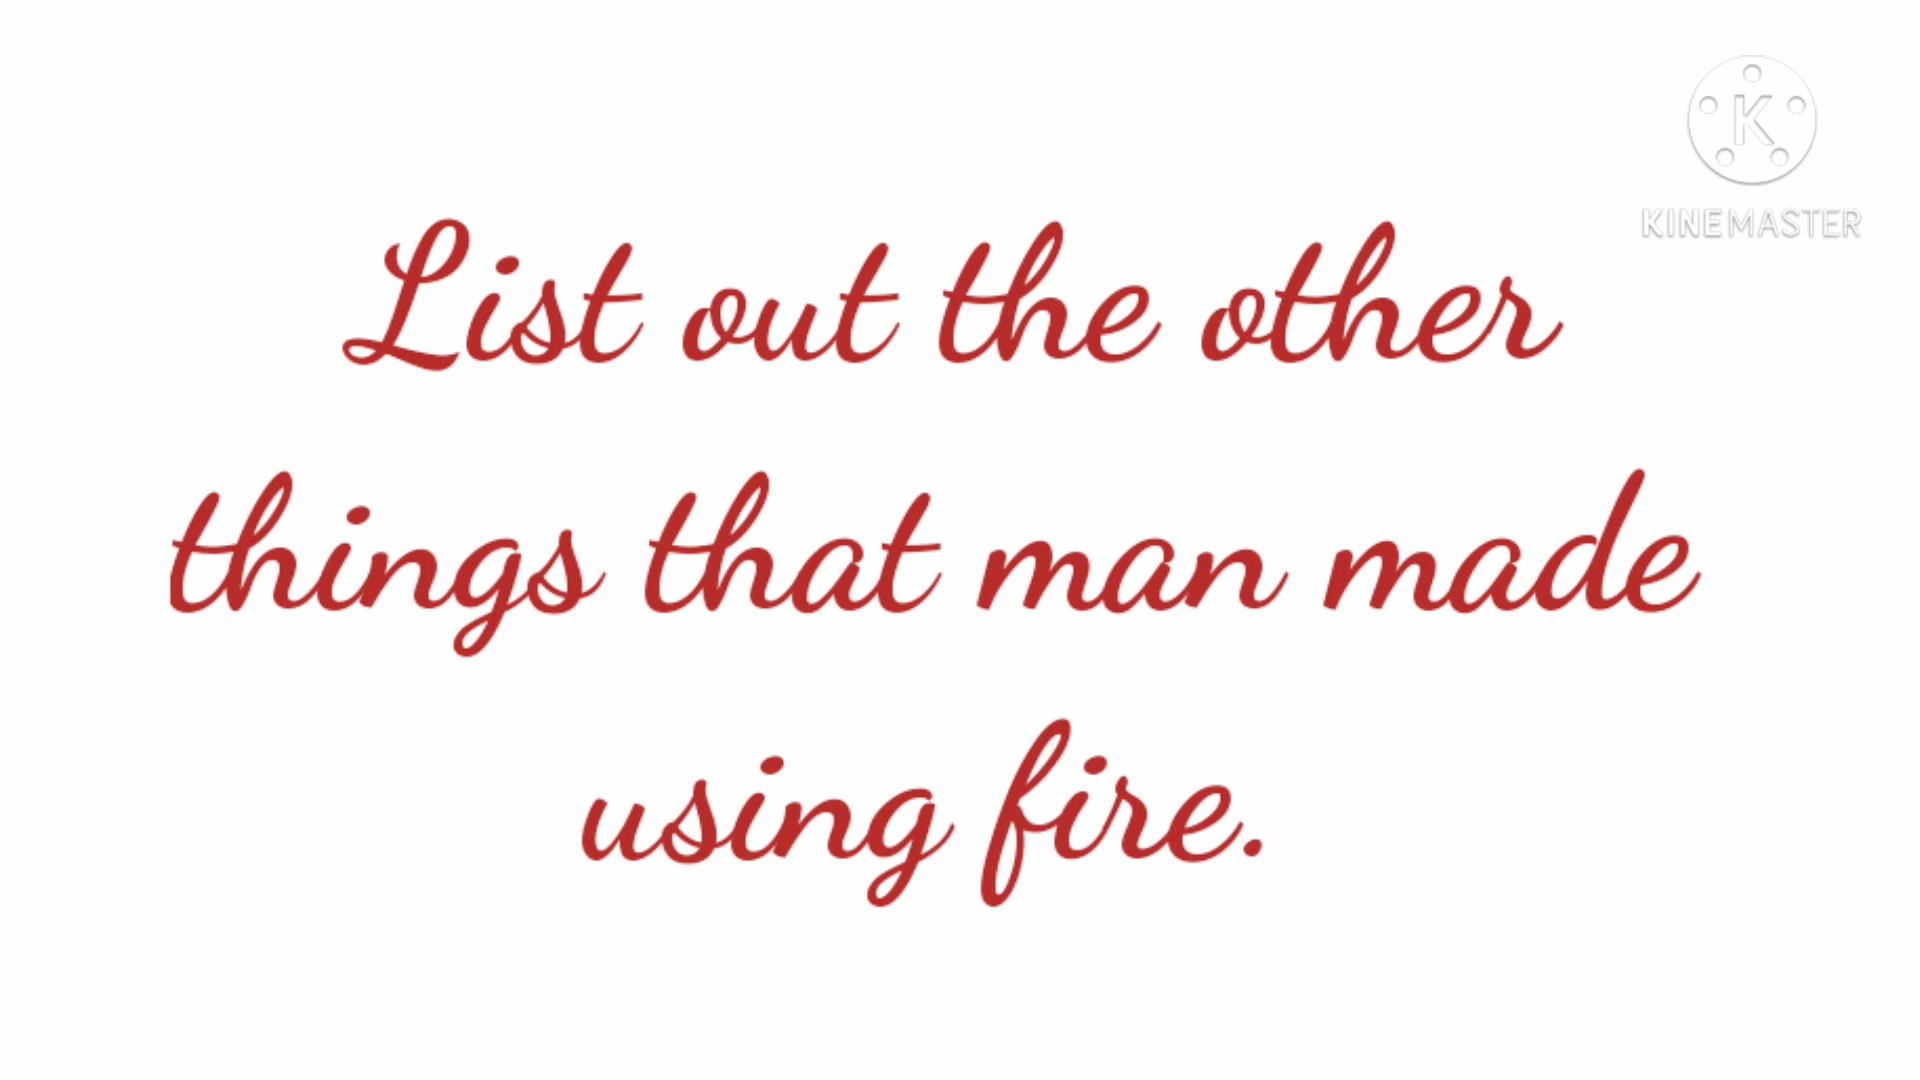 K
KINEMASTER
List out the other
things that man made
using fire.